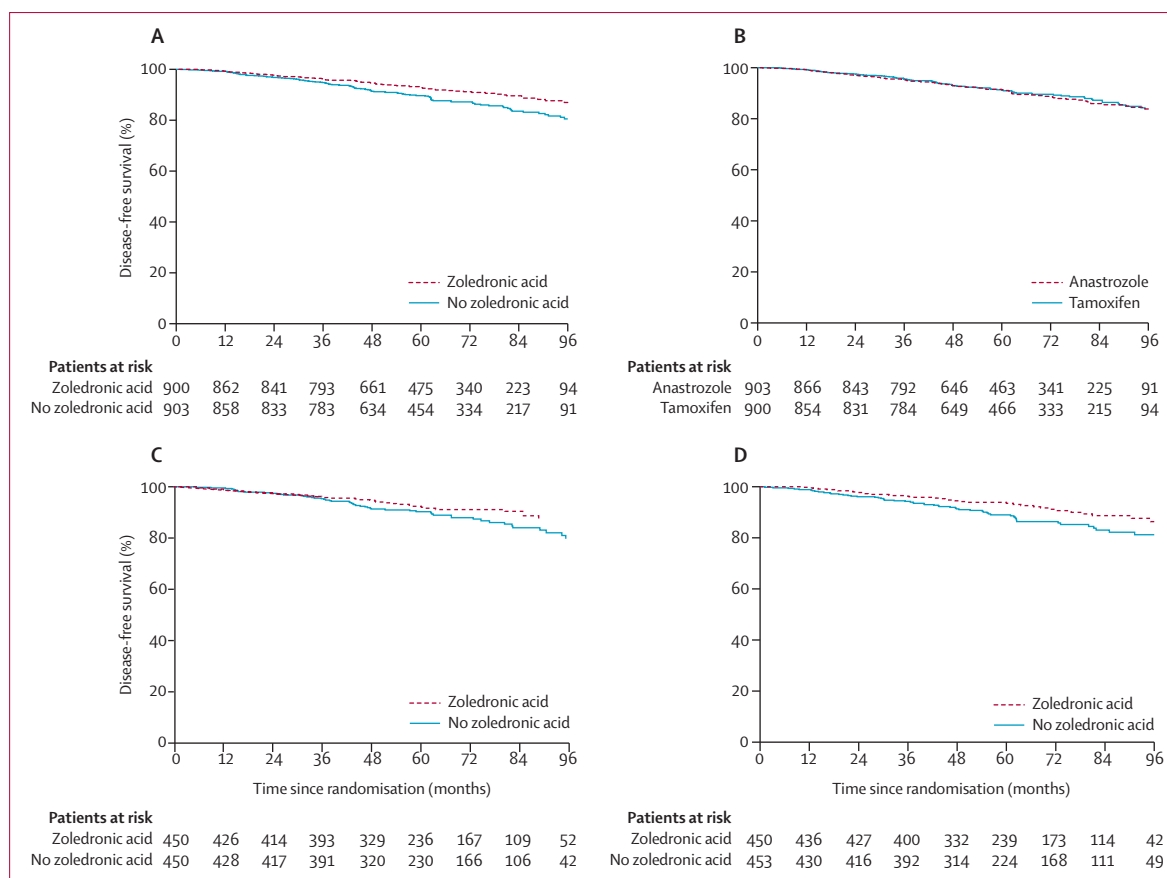 A
Disease-free survival (%)
100
80
60
40
20
0
Zoledronic acid
No zoledronic acid
0 12 24 36 48 60 72 84 96
Patients at risk
Zoledronic acid 900 862 841 793 661 475 340 223 94
No zoledronic acid 903 858 833 783 634 454 334 217 91
B
100
80
60
40
20
0
Anastrozole
Tamoxifen
0 12 24 36 48 60 72 84 96
Patients at risk
Anastrozole 903 866 843 792 646 463 341 225 91
Tamoxifen 900 854 831 784 649 466 333 215 94
C
Disease-free survival (%)
100
80
60
40
20
0
Zoledronic acid
No zoledronic acid
0 12 24 36 48 60 72 84 96
Time since randomisation (months)
Patients at risk
Zoledronic acid 450 426 414 393 329 236 167 109 52
No zoledronic acid 450 428 417 391 320 230 166 106 42
D
100
80
60
40
20
0
Zoledronic acid
No zoledronic acid
0 12 24 36 48 60 72 84 96
Time since randomisation (months)
Patients at risk
Zoledronic acid 450 436 427 400 332 239 173 114 42
No zoledronic acid 453 430 416 392 314 224 168 111 49